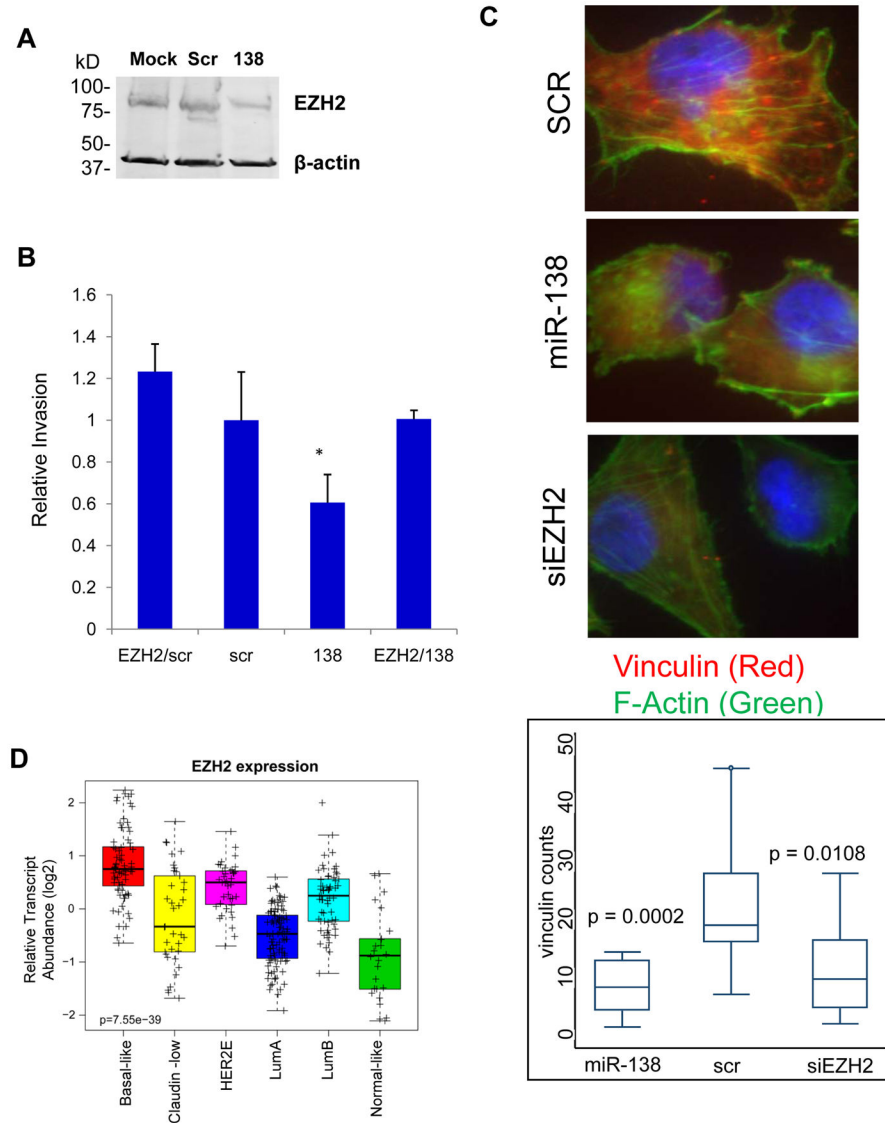 A
kD
Mock Scr 138
100-
75-
50-
37-
EZH2
β-actin
B
1.6
1.4
1.2
1
0.8
0.6
0.4
0.2
0
Relative Invasion
*
EZH2/scr
scr
138
EZH2/138
C
SCR
miR-138
siEZH2
Vinculin (Red)
F-Actin (Green)
50
40
30
20
10
0
vinculin counts
p = 0.0002
p = 0.0108
miR-138
scr
siEZH2
D
EZH2 expression
2
1
0
−1
−2
Relative Transcript
Abundance (log2)
p=7.55e−39
Basal-like
Claudin -low
HER2E
LumA
LumB
Normal-like